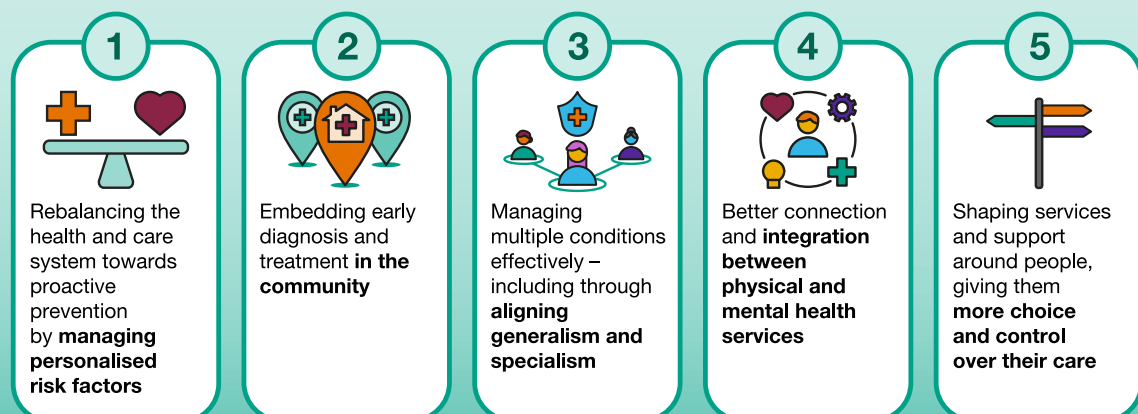 1
Rebalancing the
health and care
system towards
proactive
prevention
by managing
personalised
risk factors
2
Embedding early
diagnosis and
treatment in the
community
3
Managing
multiple conditions
effectively –
including through
aligning
generalism and
specialism
4
Better connection
and integration
between
physical and
mental health
services
5
Shaping services
and support
around people,
giving them
more choice
and control
over their care